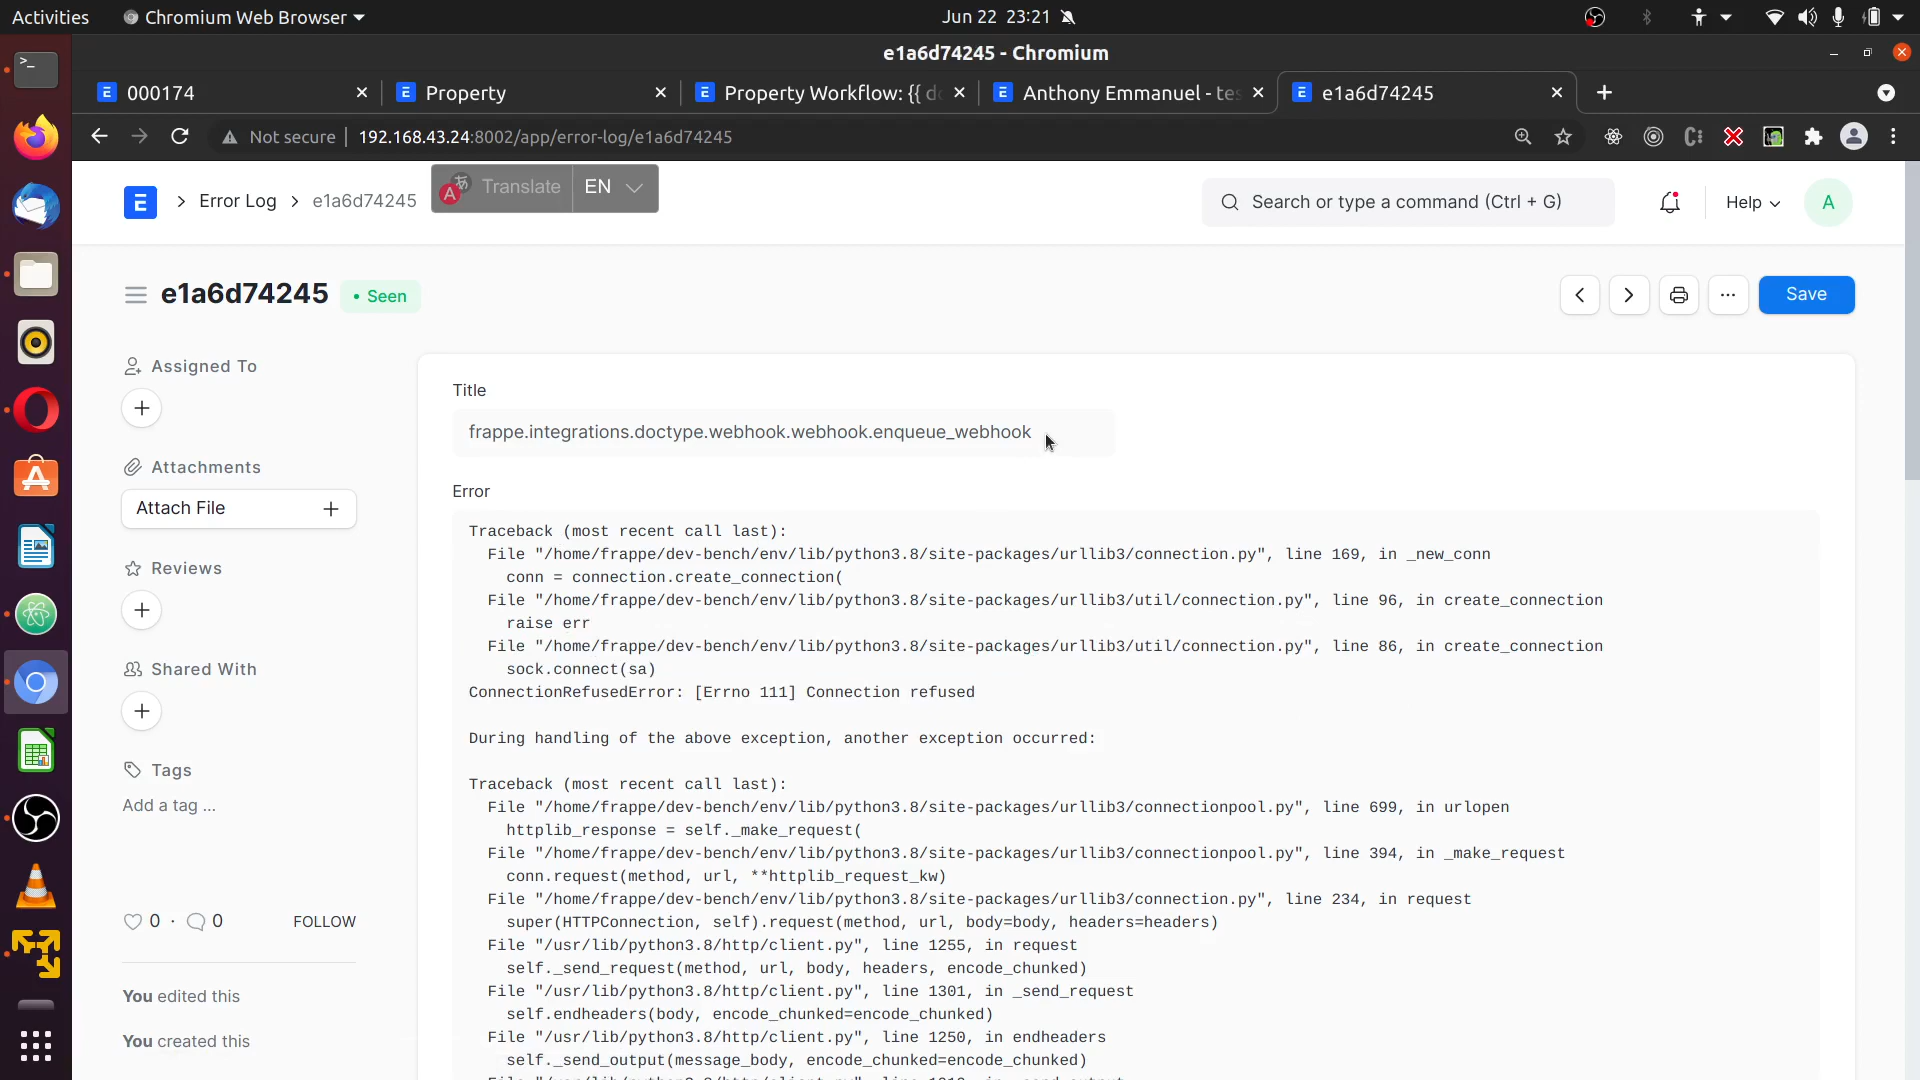 Activities
Chromium Web Browser
Jun 22 23:21
e1a6d74245 - Chromium
000174
Property
Property Workflow: {{ d
Anthony Emmanuel - tes
e1a6d74245
Not secure
192.168.43.24:8002/app/error-log/e1a6d74245
E
Error Log
e1a6d74245
Translate
EN
Search or type a command (Ctrl + G)
Help
A
e1a6d74245
Seen
Save
Assigned To
Attachments
Attach File
Reviews
Shared With
Tags
Add a tag ...
0 · 0
FOLLOW
You edited this
You created this
Title
frappe.integrations.doctype.webhook.webhook.enqueue_webhook
Error
Traceback (most recent call last):
File "/home/frappe/dev-bench/env/lib/python3.8/site-packages/urllib3/connection.py", line 169, in _new_conn
conn = connection.create_connection(
File "/home/frappe/dev-bench/env/lib/python3.8/site-packages/urllib3/util/connection.py", line 96, in create_connection
raise err
File "/home/frappe/dev-bench/env/lib/python3.8/site-packages/urllib3/util/connection.py", line 86, in create_connection
sock.connect(sa)
ConnectionRefusedError: [Errno 111] Connection refused
During handling of the above exception, another exception occurred:
Traceback (most recent call last):
File "/home/frappe/dev-bench/env/lib/python3.8/site-packages/urllib3/connectionpool.py", line 699, in urlopen
httplib_response = self._make_request(
File "/home/frappe/dev-bench/env/lib/python3.8/site-packages/urllib3/connectionpool.py", line 394, in _make_request
conn.request(method, url, **httplib_request_kw)
File "/home/frappe/dev-bench/env/lib/python3.8/site-packages/urllib3/connection.py", line 234, in request
super(HTTPConnection, self).request(method, url, body=body, headers=headers)
File "/usr/lib/python3.8/http/client.py", line 1255, in request
self._send_request(method, url, body, headers, encode_chunked)
File "/usr/lib/python3.8/http/client.py", line 1301, in _send_request
self.endheaders(body, encode_chunked=encode_chunked)
File "/usr/lib/python3.8/http/client.py", line 1250, in endheaders
self._send_output(message_body, encode_chunked=encode_chunked)